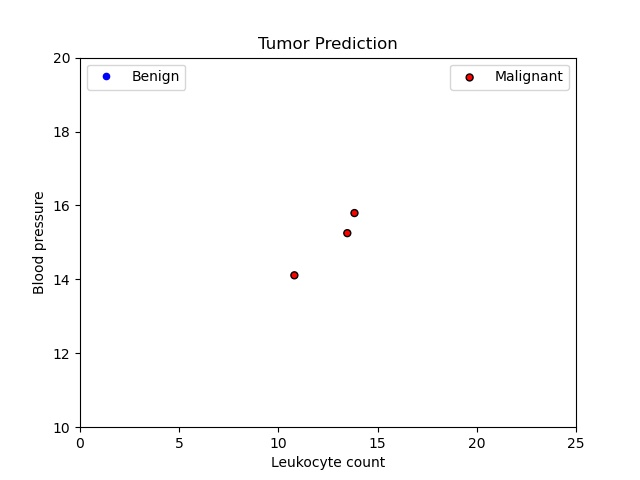 Tumor Prediction
Benign
Malignant
20
18
16
14
12
10
Blood pressure
0 5 10 15 20 25
Leukocyte count